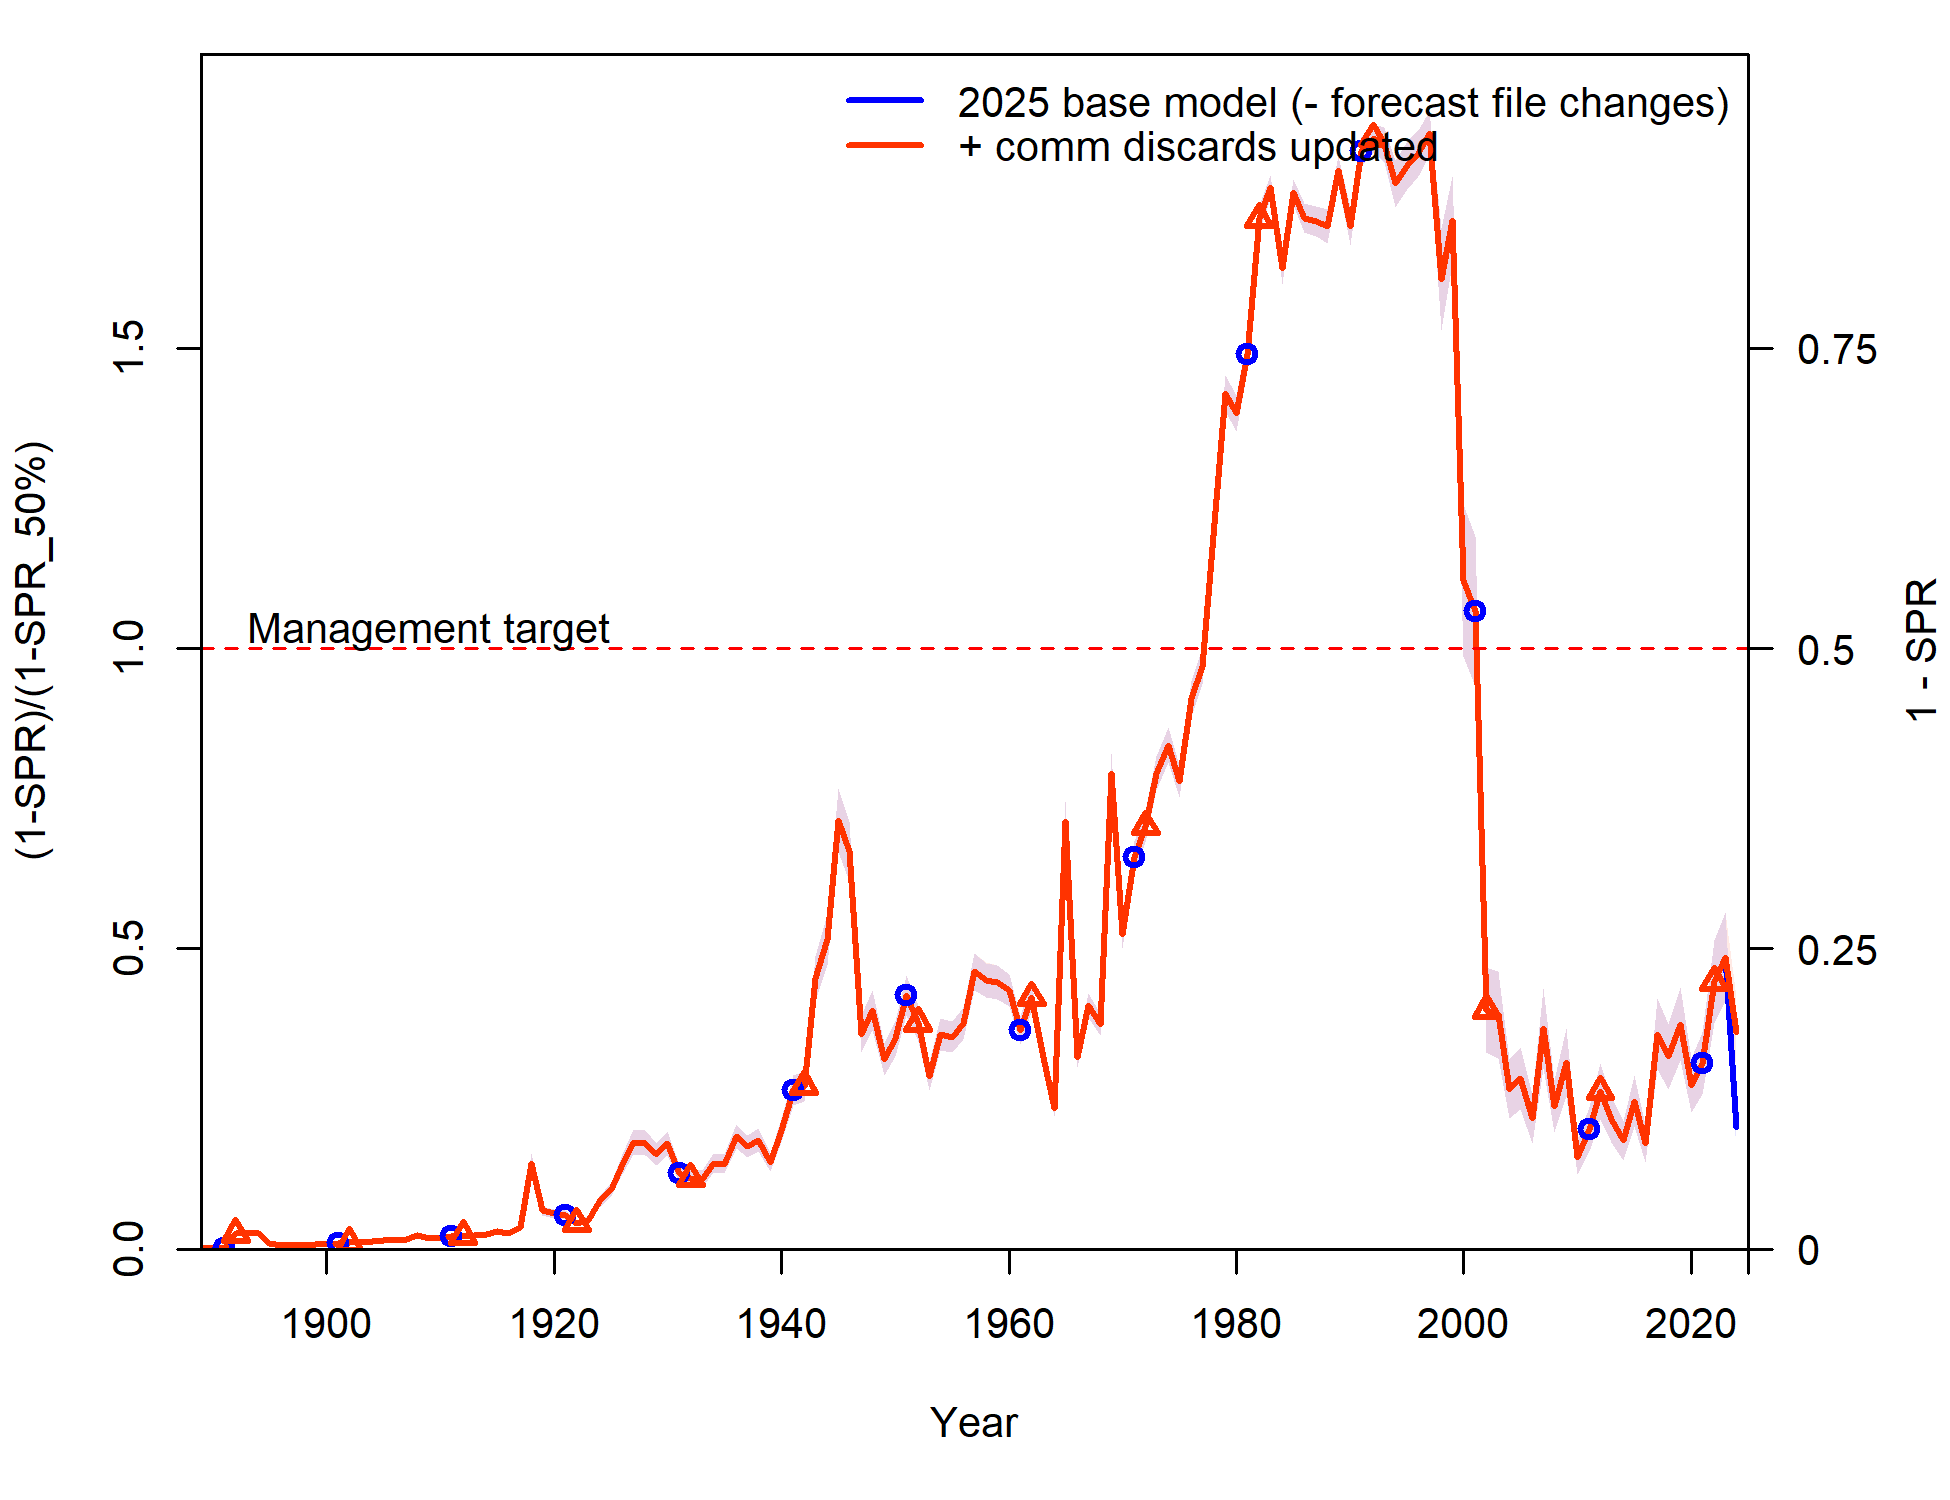 2025 base model (- forecast file changes)
+ comm discards updated
Management target
(1-SPR)/(1-SPR_50%)
0.0
0.5
1.0
1.5
1 - SPR
0
0.25
0.5
0.75
1900
1920
1940
1960
1980
2000
2020
Year